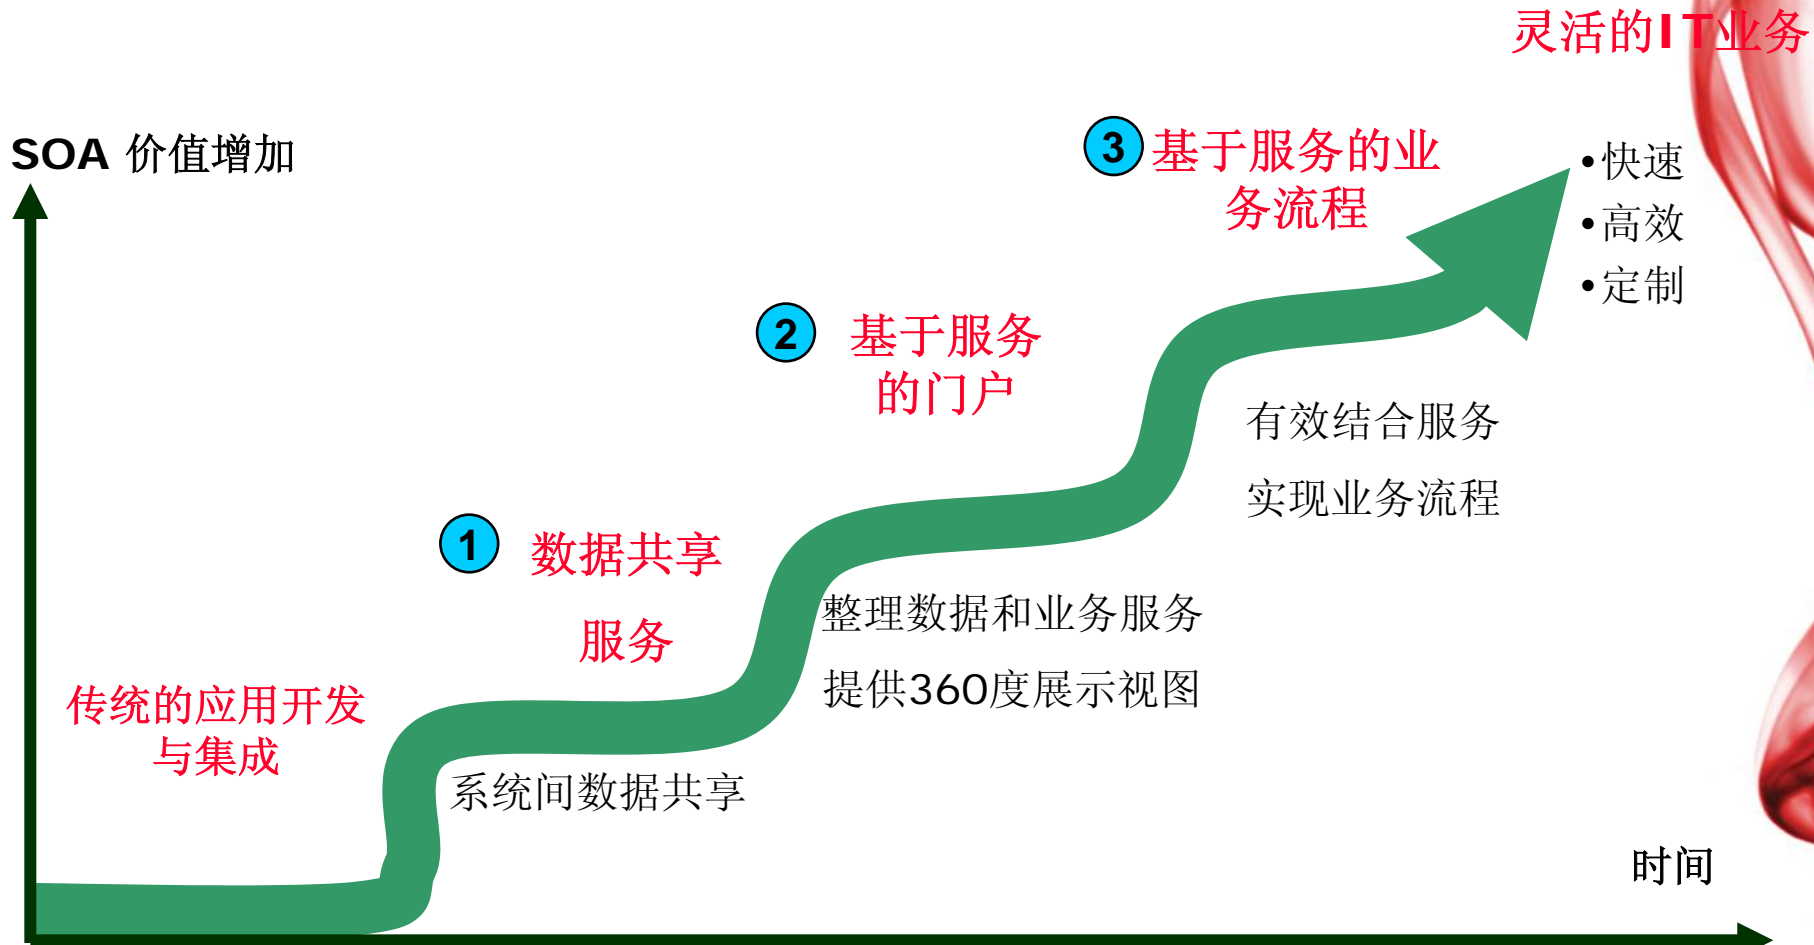 灵活的IT业务
SOA 价值增加
3
基于服务的业
务流程
•快速
•高效
•定制
2
基于服务
的门户
有效结合服务
实现业务流程
1
数据共享
服务
整理数据和业务服务
提供360度展示视图
传统的应用开发
与集成
系统间数据共享
时间